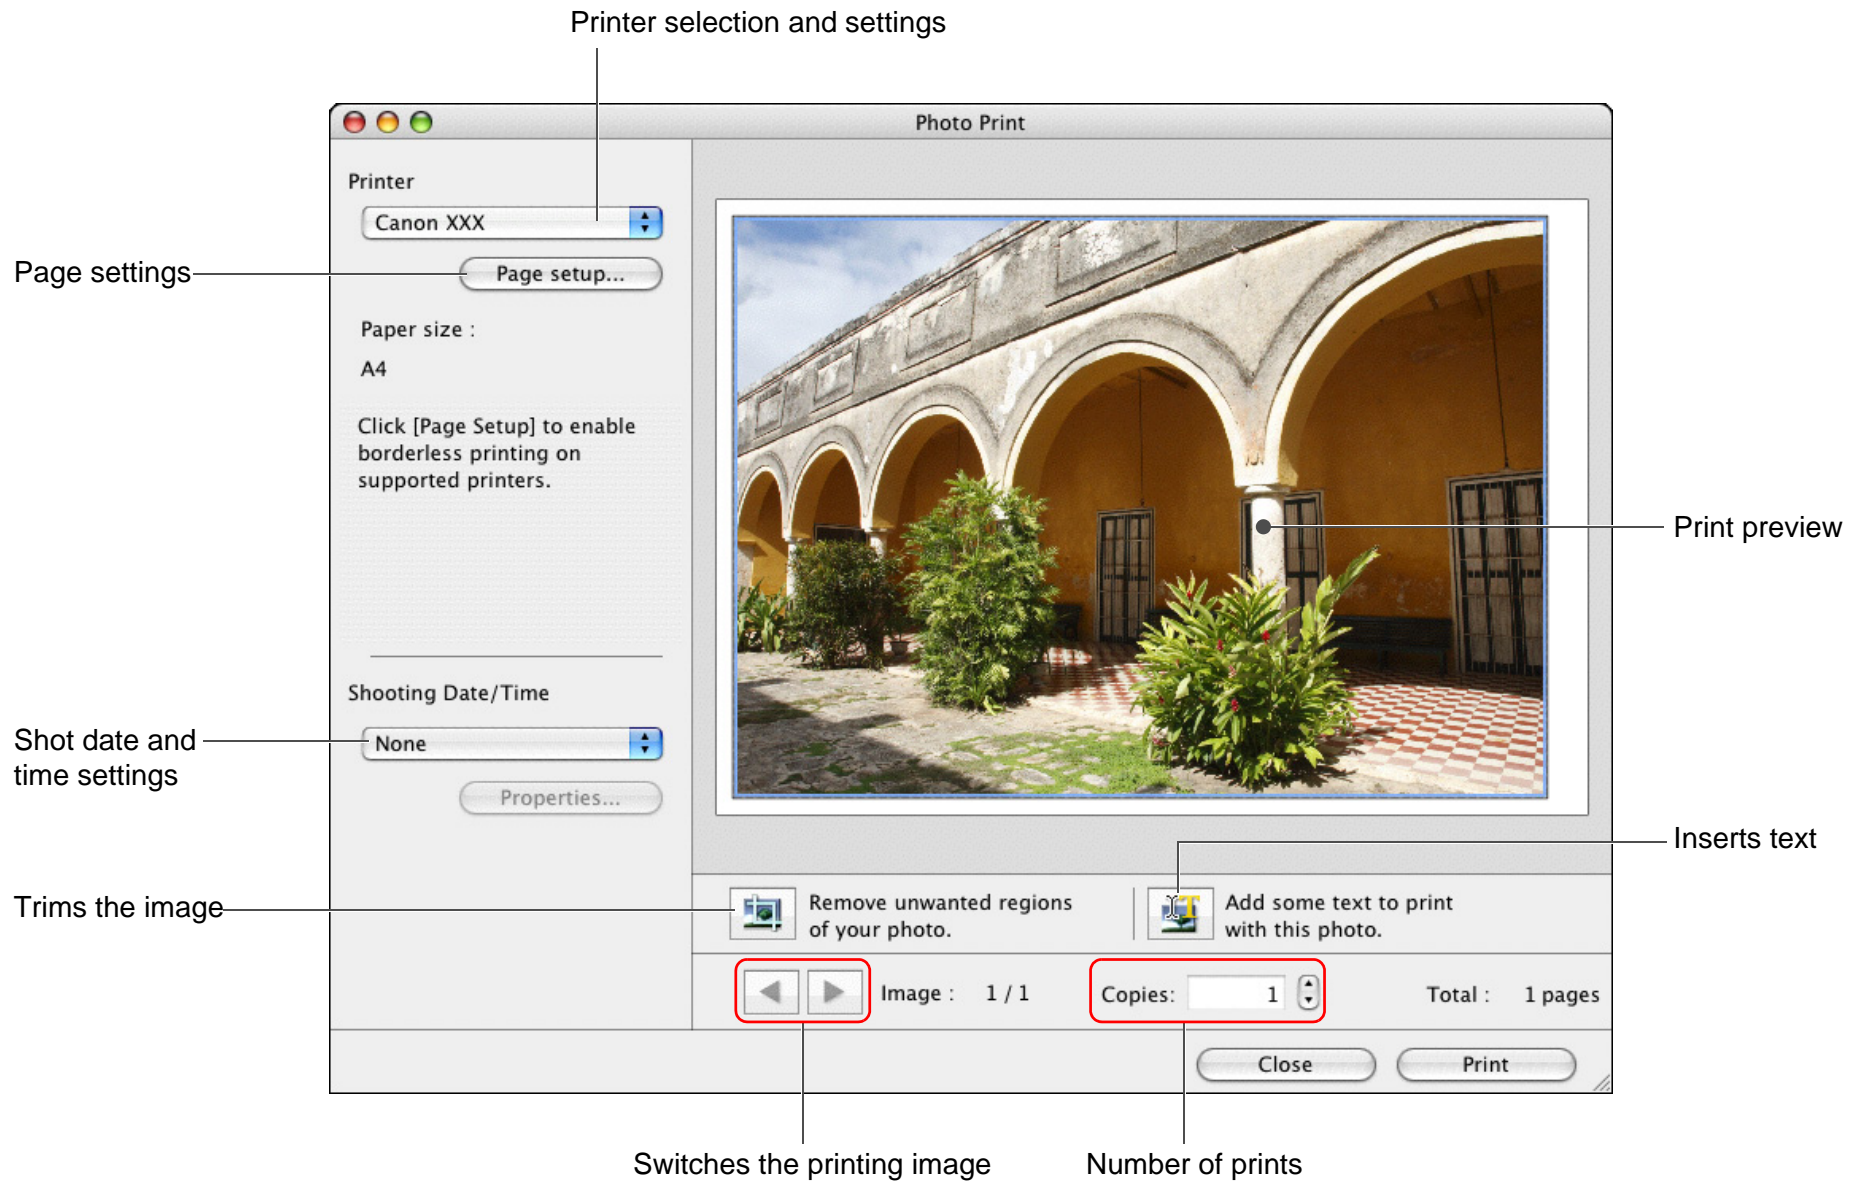 Printer selection and settings
Photo Print
Printer
Canon XXX
Page settings
Page setup...
Paper size :
A4
Click [Page Setup] to enable
borderless printing on
supported printers.
Print preview
Shooting Date/Time
Shot date and
time settings
None
Properties...
Inserts text
Trims the image
Remove unwanted regions
of your photo.
T
Add some text to print
with this photo.
Image : 1 / 1
Copies: 1
Total : 1 pages
Close
Print
Switches the printing image
Number of prints